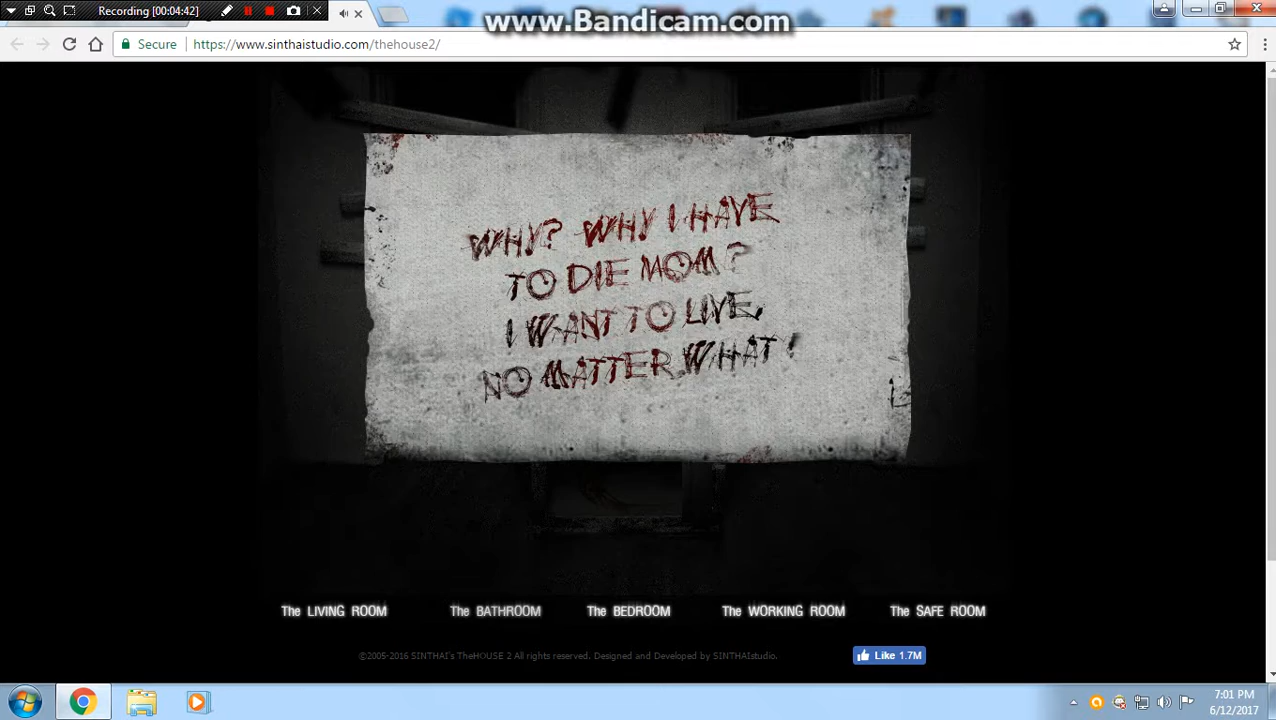 Recording [00:04:42]
www.Bandicam.com
Secure https://www.sinthaistudio.com/thehouse2/
WHY? WHY I HAVE
TO DIE MOM?
I WANT TO LIVE,
NO MATTER WHAT!
The LIVING ROOM The BATHROOM The BEDROOM The WORKING ROOM The SAFE ROOM
©2005-2016 SINTHAI's TheHOUSE 2 All rights reserved. Designed and Developed by SINTHAIstudio.
Like 1.7M
7:01 PM
6/12/2017